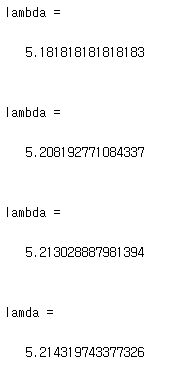 lambda =
5.181818181818183
lambda =
5.208192771084337
lambda =
5.213028887981394
lamda =
5.214319743377326